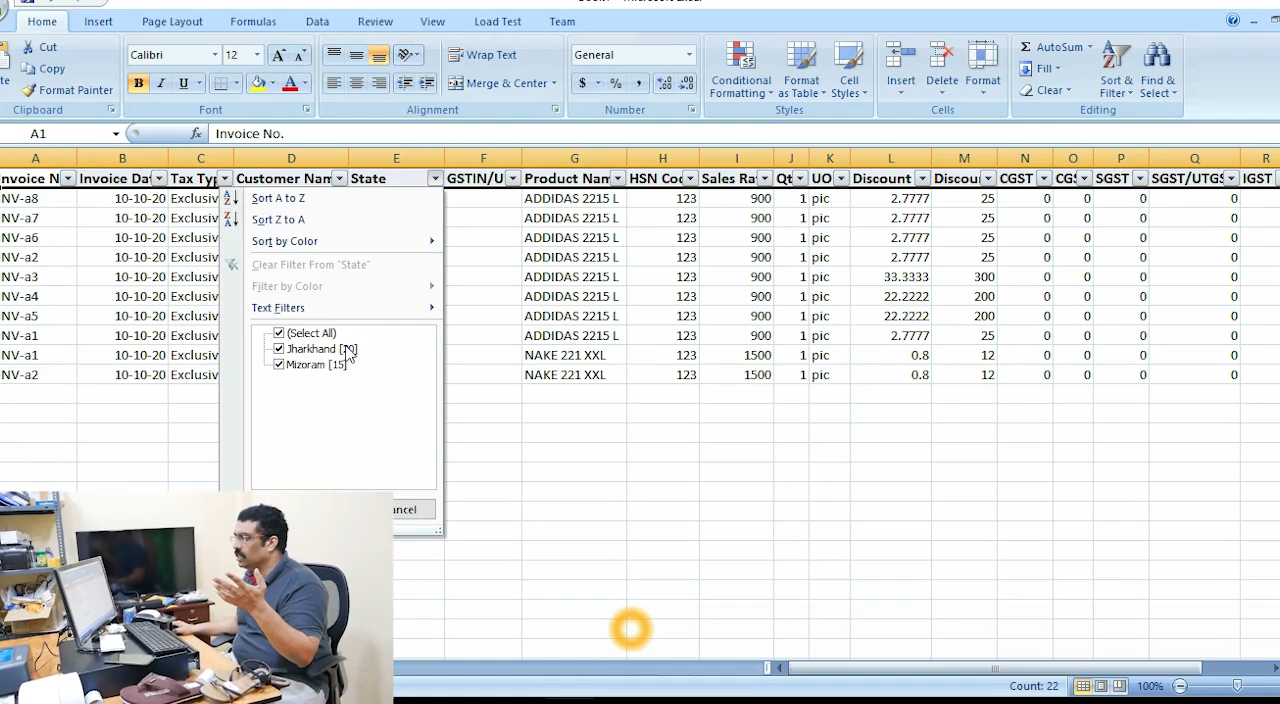 Home Insert Page Layout Formulas Data Review View Load Test Team
Cut
Copy
Format Painter
Clipboard
Calibri 12
B I U
Font
Wrap Text
Merge & Center
Alignment
General
$ % ,
Number
Conditional Formatting
Format as Table
Cell Styles
Styles
Insert Delete Format
Cells
AutoSum
Fill
Clear
Sort & Filter
Find & Select
Editing
A1 fx Invoice No.
A B C D E F G H I J K L M N O P Q R
nvoice N Invoice Da Tax Typ Customer Nan State GSTIN/U Product Nan HSN Cod Sales Ra Qt UO Discount Discou CGST CGS SGST SGST/UTGS IGST
NV-a8 10-10-20 Exclusiv ADDIDAS 2215 L 123 900 1 pic 2.7777 25 0 0 0 0
NV-a7 10-10-20 Exclusiv ADDIDAS 2215 L 123 900 1 pic 2.7777 25 0 0 0 0
NV-a6 10-10-20 Exclusiv ADDIDAS 2215 L 123 900 1 pic 2.7777 25 0 0 0 0
NV-a2 10-10-20 Exclusiv ADDIDAS 2215 L 123 900 1 pic 2.7777 25 0 0 0 0
NV-a3 10-10-20 Exclusiv ADDIDAS 2215 L 123 900 1 pic 33.3333 300 0 0 0 0
NV-a4 10-10-20 Exclusiv ADDIDAS 2215 L 123 900 1 pic 22.2222 200 0 0 0 0
NV-a5 10-10-20 Exclusiv ADDIDAS 2215 L 123 900 1 pic 22.2222 200 0 0 0 0
NV-a1 10-10-20 Exclusiv ADDIDAS 2215 L 123 900 1 pic 2.7777 25 0 0 0 0
NV-a1 10-10-20 Exclusiv NAKE 221 XXL 123 1500 1 pic 0.8 12 0 0 0 0
NV-a2 10-10-20 Exclusiv NAKE 221 XXL 123 1500 1 pic 0.8 12 0 0 0 0
Sort A to Z
Sort Z to A
Sort by Color
Clear Filter From "State"
Filter by Color
Text Filters
(Select All)
Jharkhand
Mizoram [15]
ancel
Count: 22 100%